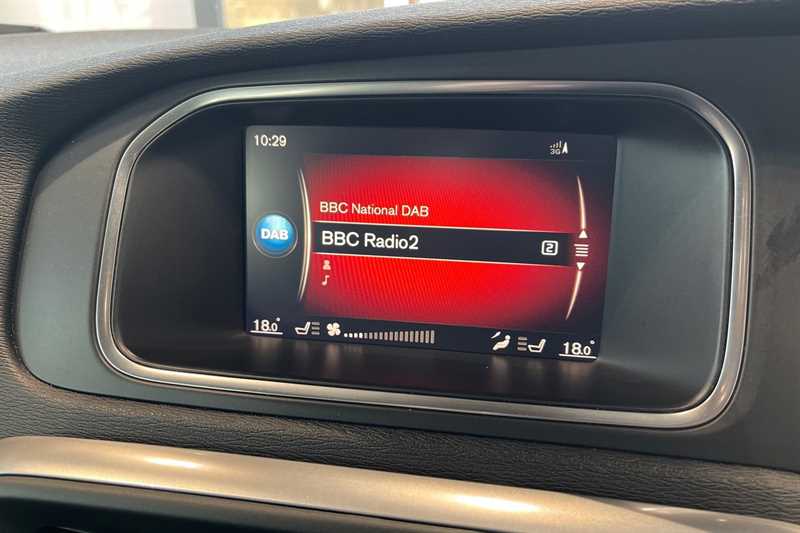 10:29
3G
BBC National DAB
DAB
BBC Radio2
2
18.0°
18.0°